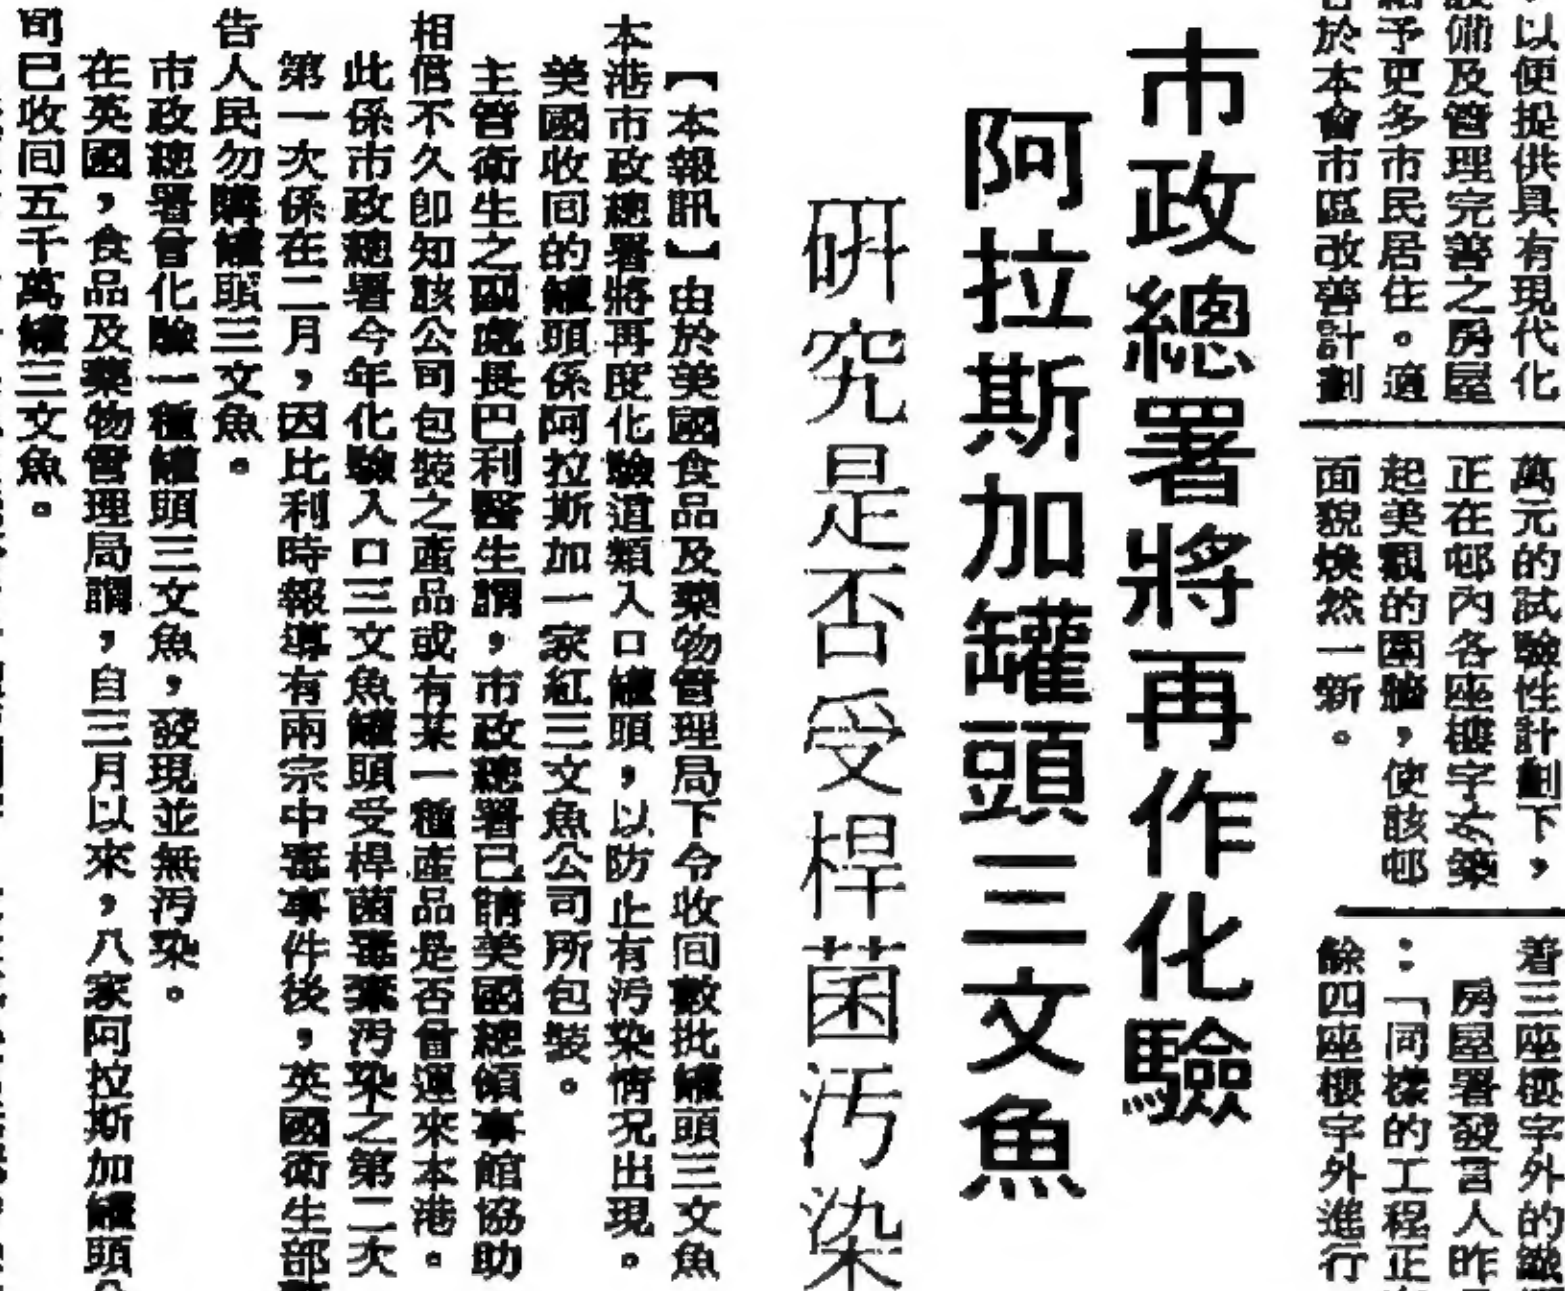 ，以便提供具有現代化
設備及管理完善之房屋
給予更多市民居住。適
合於本會市區改善計劃
萬元的試驗性計劃下，
正在邨內各座樓宇
起美觀的圍牆，使該邨
面貌煥然一新。
着三座樓宇外的
房屋署發言人昨
：「同樣的工程正
餘四座樓宇外進行
市政總署將再作化驗
阿拉斯加罐頭三文魚
研究是否受桿菌汚染
【本報訊】由於美國食品及藥物管理局下令收回數批罐頭三文魚
本港市政總署將再度化驗這類入口罐頭，以防止有汚染情况出現。
美國收回的罐頭係阿拉斯加一家紅三文魚公司所包裝。
主管衛生之副處長巴利醫生謂，市政總署已請美國總領事館協助
相信不久卽知該公司包裝之產品或有某一種產品是否會運來本港。
此係市政總署今年化驗入口三文魚罐頭受桿菌毒素汚染之第二次
第一次係在二月，因比利時報導有兩宗中毒事件後，英國衛生部
告人民勿購罐頭三文魚。
市政總署曾化驗一種罐頭三文魚，發現並無汚染。
在英國，食品及藥物管理局謂，自三月以來，八家阿拉斯加罐頭公
司已收回五千萬罐三文魚。